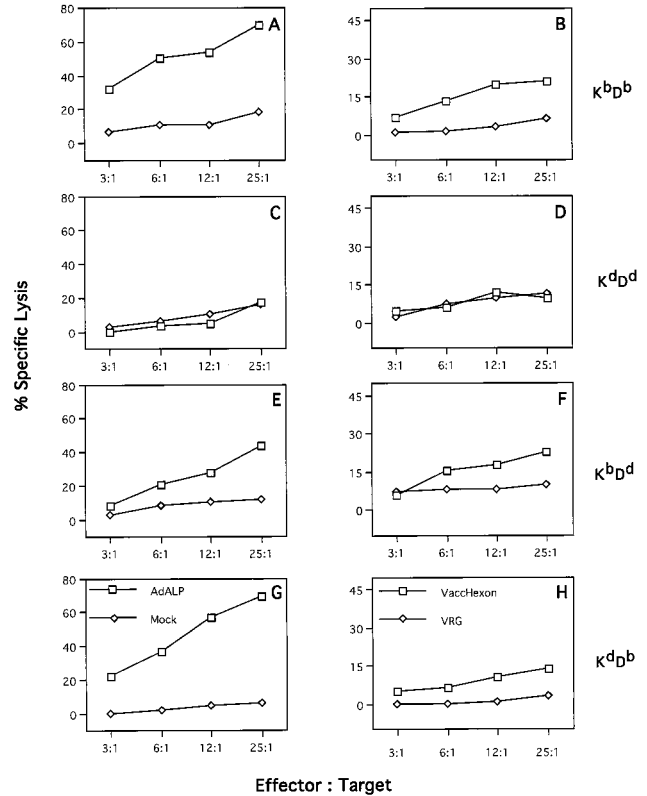 80 A 45 B
60
40 30
20 15
0 0
KᵇDᵇ
3:1 6:1 12:1 25:1 3:1 6:1 12:1 25:1
80 C 45 D
60
40 30
20 15
0 0
KᵈDᵈ
3:1 6:1 12:1 25:1 3:1 6:1 12:1 25:1
% Specific Lysis
80 E 45 F
60
40 30
20 15
0 0
KᵇDᵈ
3:1 6:1 12:1 25:1 3:1 6:1 12:1 25:1
80 AdALP G 45 VaccHexon H
60 Mock VRG
40 30
20 15
0 0
KᵈDᵇ
3:1 6:1 12:1 25:1 3:1 6:1 12:1 25:1
Effector : Target